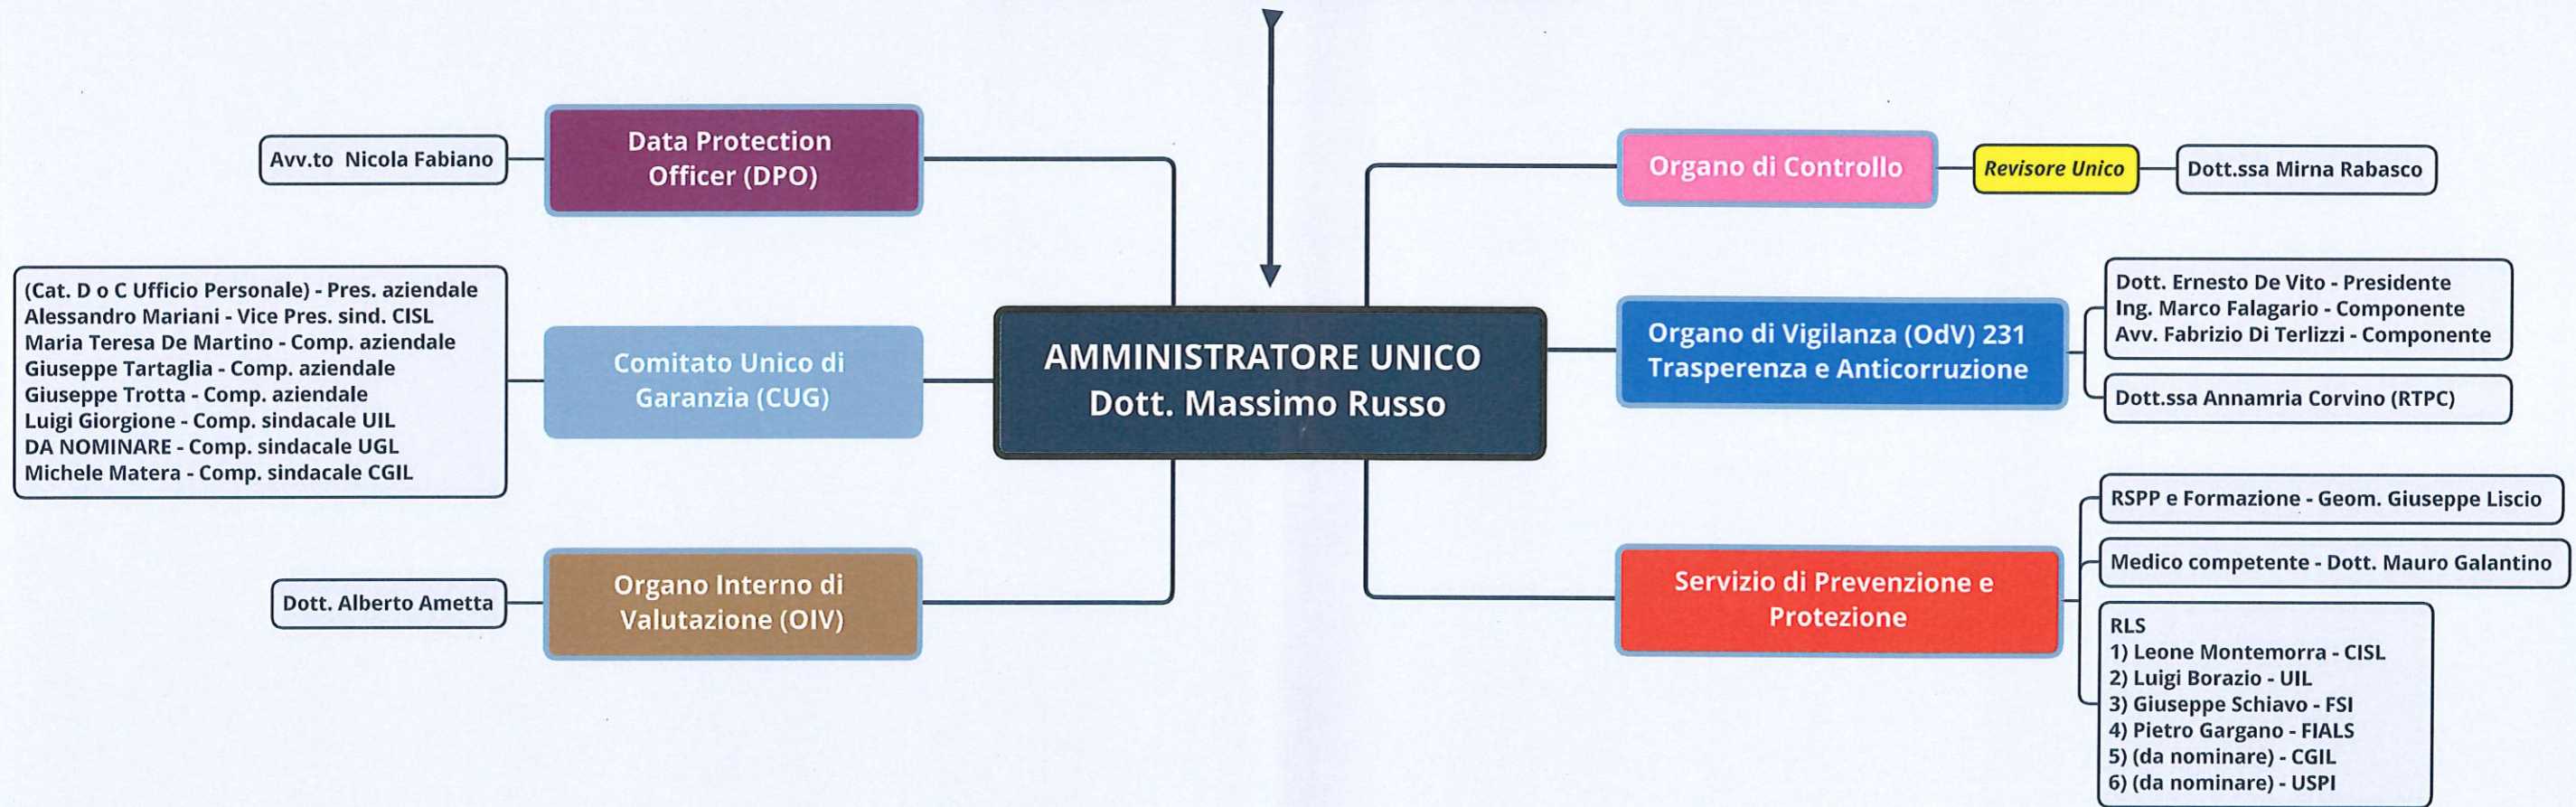 Avv.to  Nicola Fabiano
Data Protection
Officer (DPO)
(Cat. D o C Ufficio Personale) - Pres. aziendale
Alessandro Mariani - Vice Pres. sind. CISL
Maria Teresa De Martino - Comp. aziendale
Giuseppe Tartaglia - Comp. aziendale
Giuseppe Trotta - Comp. aziendale
Luigi Giorgione - Comp. sindacale UIL
DA NOMINARE - Comp. sindacale UGL
Michele Matera - Comp. sindacale CGIL
Comitato Unico di
Garanzia (CUG)
Dott. Alberto Ametta
Organo Interno di
Valutazione (OIV)
AMMINISTRATORE UNICO
Dott. Massimo Russo
Organo di Controllo
Revisore Unico
Dott.ssa Mirna Rabasco
Organo di Vigilanza (OdV) 231
Trasperenza e Anticorruzione
Dott. Ernesto De Vito - Presidente
Ing. Marco Falagario - Componente
Avv. Fabrizio Di Terlizzi - Componente
Dott.ssa Annamria Corvino (RTPC)
Servizio di Prevenzione e
Protezione
RSPP e Formazione - Geom. Giuseppe Liscio
Medico competente - Dott. Mauro Galantino
RLS
1) Leone Montemorra - CISL
2) Luigi Borazio - UIL
3) Giuseppe Schiavo - FSI
4) Pietro Gargano - FIALS
5) (da nominare) - CGIL
6) (da nominare) - USPI